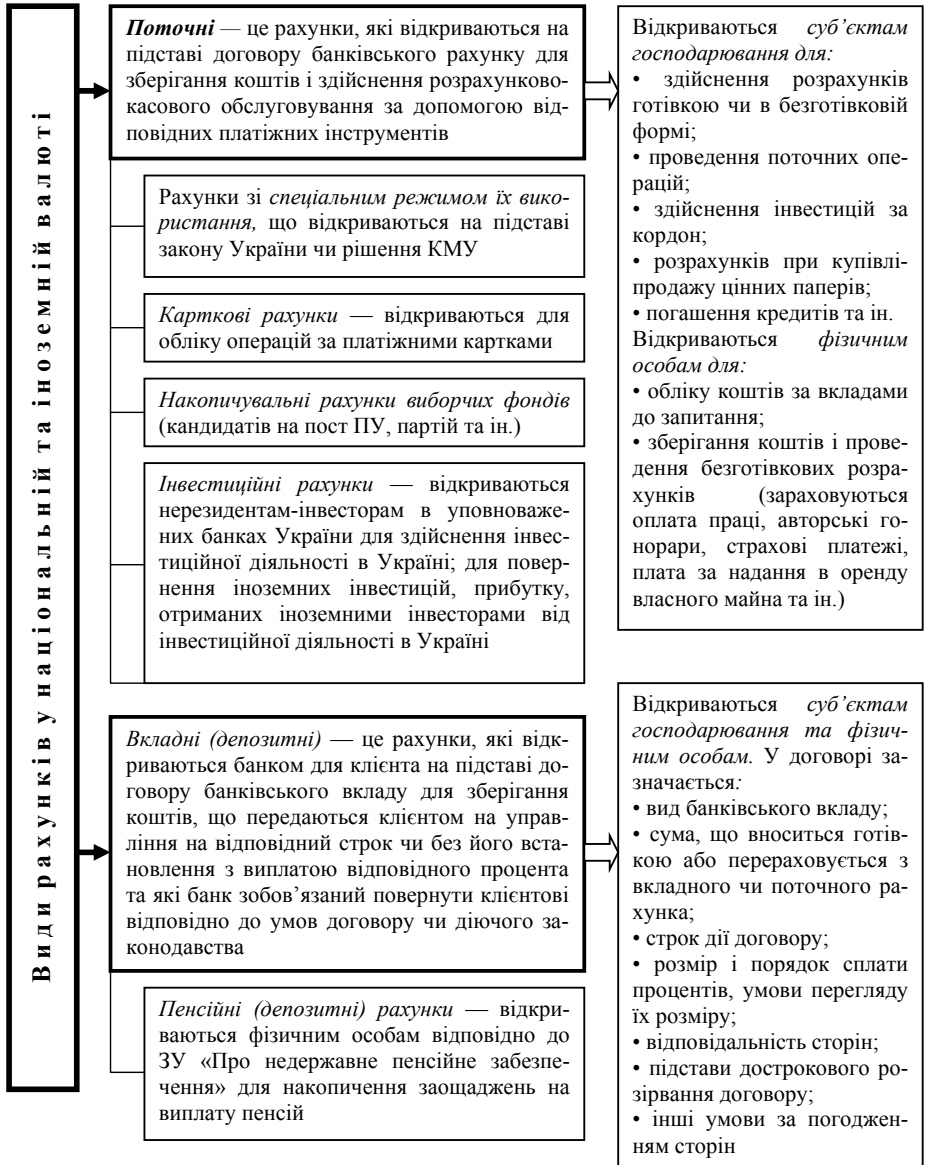 Види рахунків у національній та іноземній валюті
Поточні — це рахунки, які відкриваються на
підставі договору банківського рахунку для
зберігання коштів і здійснення розрахунково-
касового обслуговування за допомогою від-
повідних платіжних інструментів
Рахунки зі спеціальним режимом їх вико-
ристання, що відкриваються на підставі
закону України чи рішення КМУ
Карткові рахунки — відкриваються для
обліку операцій за платіжними картками
Накопичувальні рахунки виборчих фондів
(кандидатів на пост ПУ, партій та ін.)
Інвестиційні рахунки — відкриваються
нерезидентам-інвесторам в уповноваже-
них банках України для здійснення інвес-
тиційної діяльності в Україні; для повер-
нення іноземних інвестицій, прибутку,
отриманих іноземними інвесторами від
інвестиційної діяльності в Україні
Відкриваються суб’єктам
господарювання для:
• здійснення розрахунків
готівкою чи в безготівковій
формі;
• проведення поточних опе-
рацій;
• здійснення інвестицій за
кордон;
• розрахунків при купівлі-
продажу цінних паперів;
• погашення кредитів та ін.
Відкриваються фізичним
особам для:
• обліку коштів за вкладами
до запитання;
• зберігання коштів і прове-
дення безготівкових розра-
хунків (зараховуються
оплата праці, авторські го-
норари, страхові платежі,
плата за надання в оренду
власного майна та ін.)
Вкладні (депозитні) — це рахунки, які відк-
риваються банком для клієнта на підставі до-
говору банківського вкладу для зберігання
коштів, що передаються клієнтом на управ-
ління на відповідний строк чи без його вста-
новлення з виплатою відповідного процента
та які банк зобов’язаний повернути клієнтові
відповідно до умов договору чи діючого за-
конодавства
Пенсійні (депозитні) рахунки — відкри-
ваються фізичним особам відповідно до
ЗУ «Про недержавне пенсійне забезпе-
чення» для накопичення заощаджень на
виплату пенсій
Відкриваються суб’єктам
господарювання та фізич-
ним особам. У договорі за-
значається:
• вид банківського вкладу;
• сума, що вноситься готів-
кою або перераховується з
вкладного чи поточного ра-
хунка;
• строк дії договору;
• розмір і порядок сплати
процентів, умови перегляду
їх розміру;
• відповідальність сторін;
• підстави дострокового ро-
зірвання договору;
• інші умови за погоджен-
ням сторін